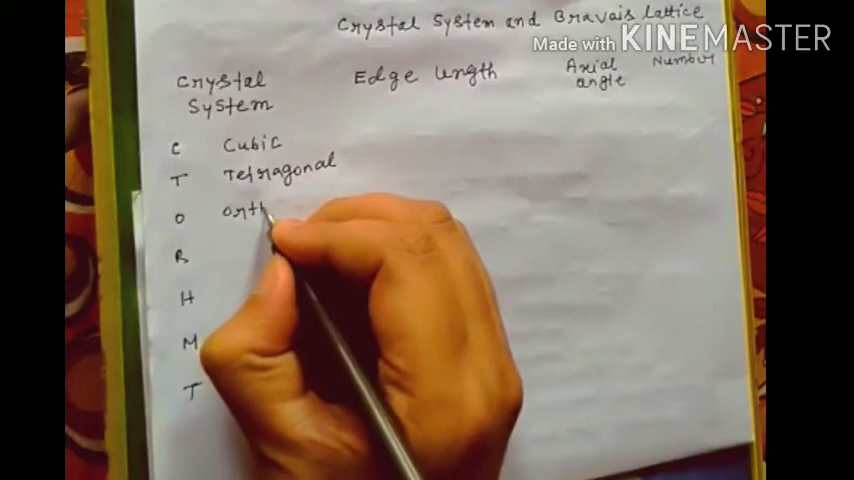 Crystal System and Bravais lattice
Made with KINEMASTER
Crystal System
Edge length
Axial angle
Number
C Cubic
T Tetragonal
O Orth
R
H
M
T